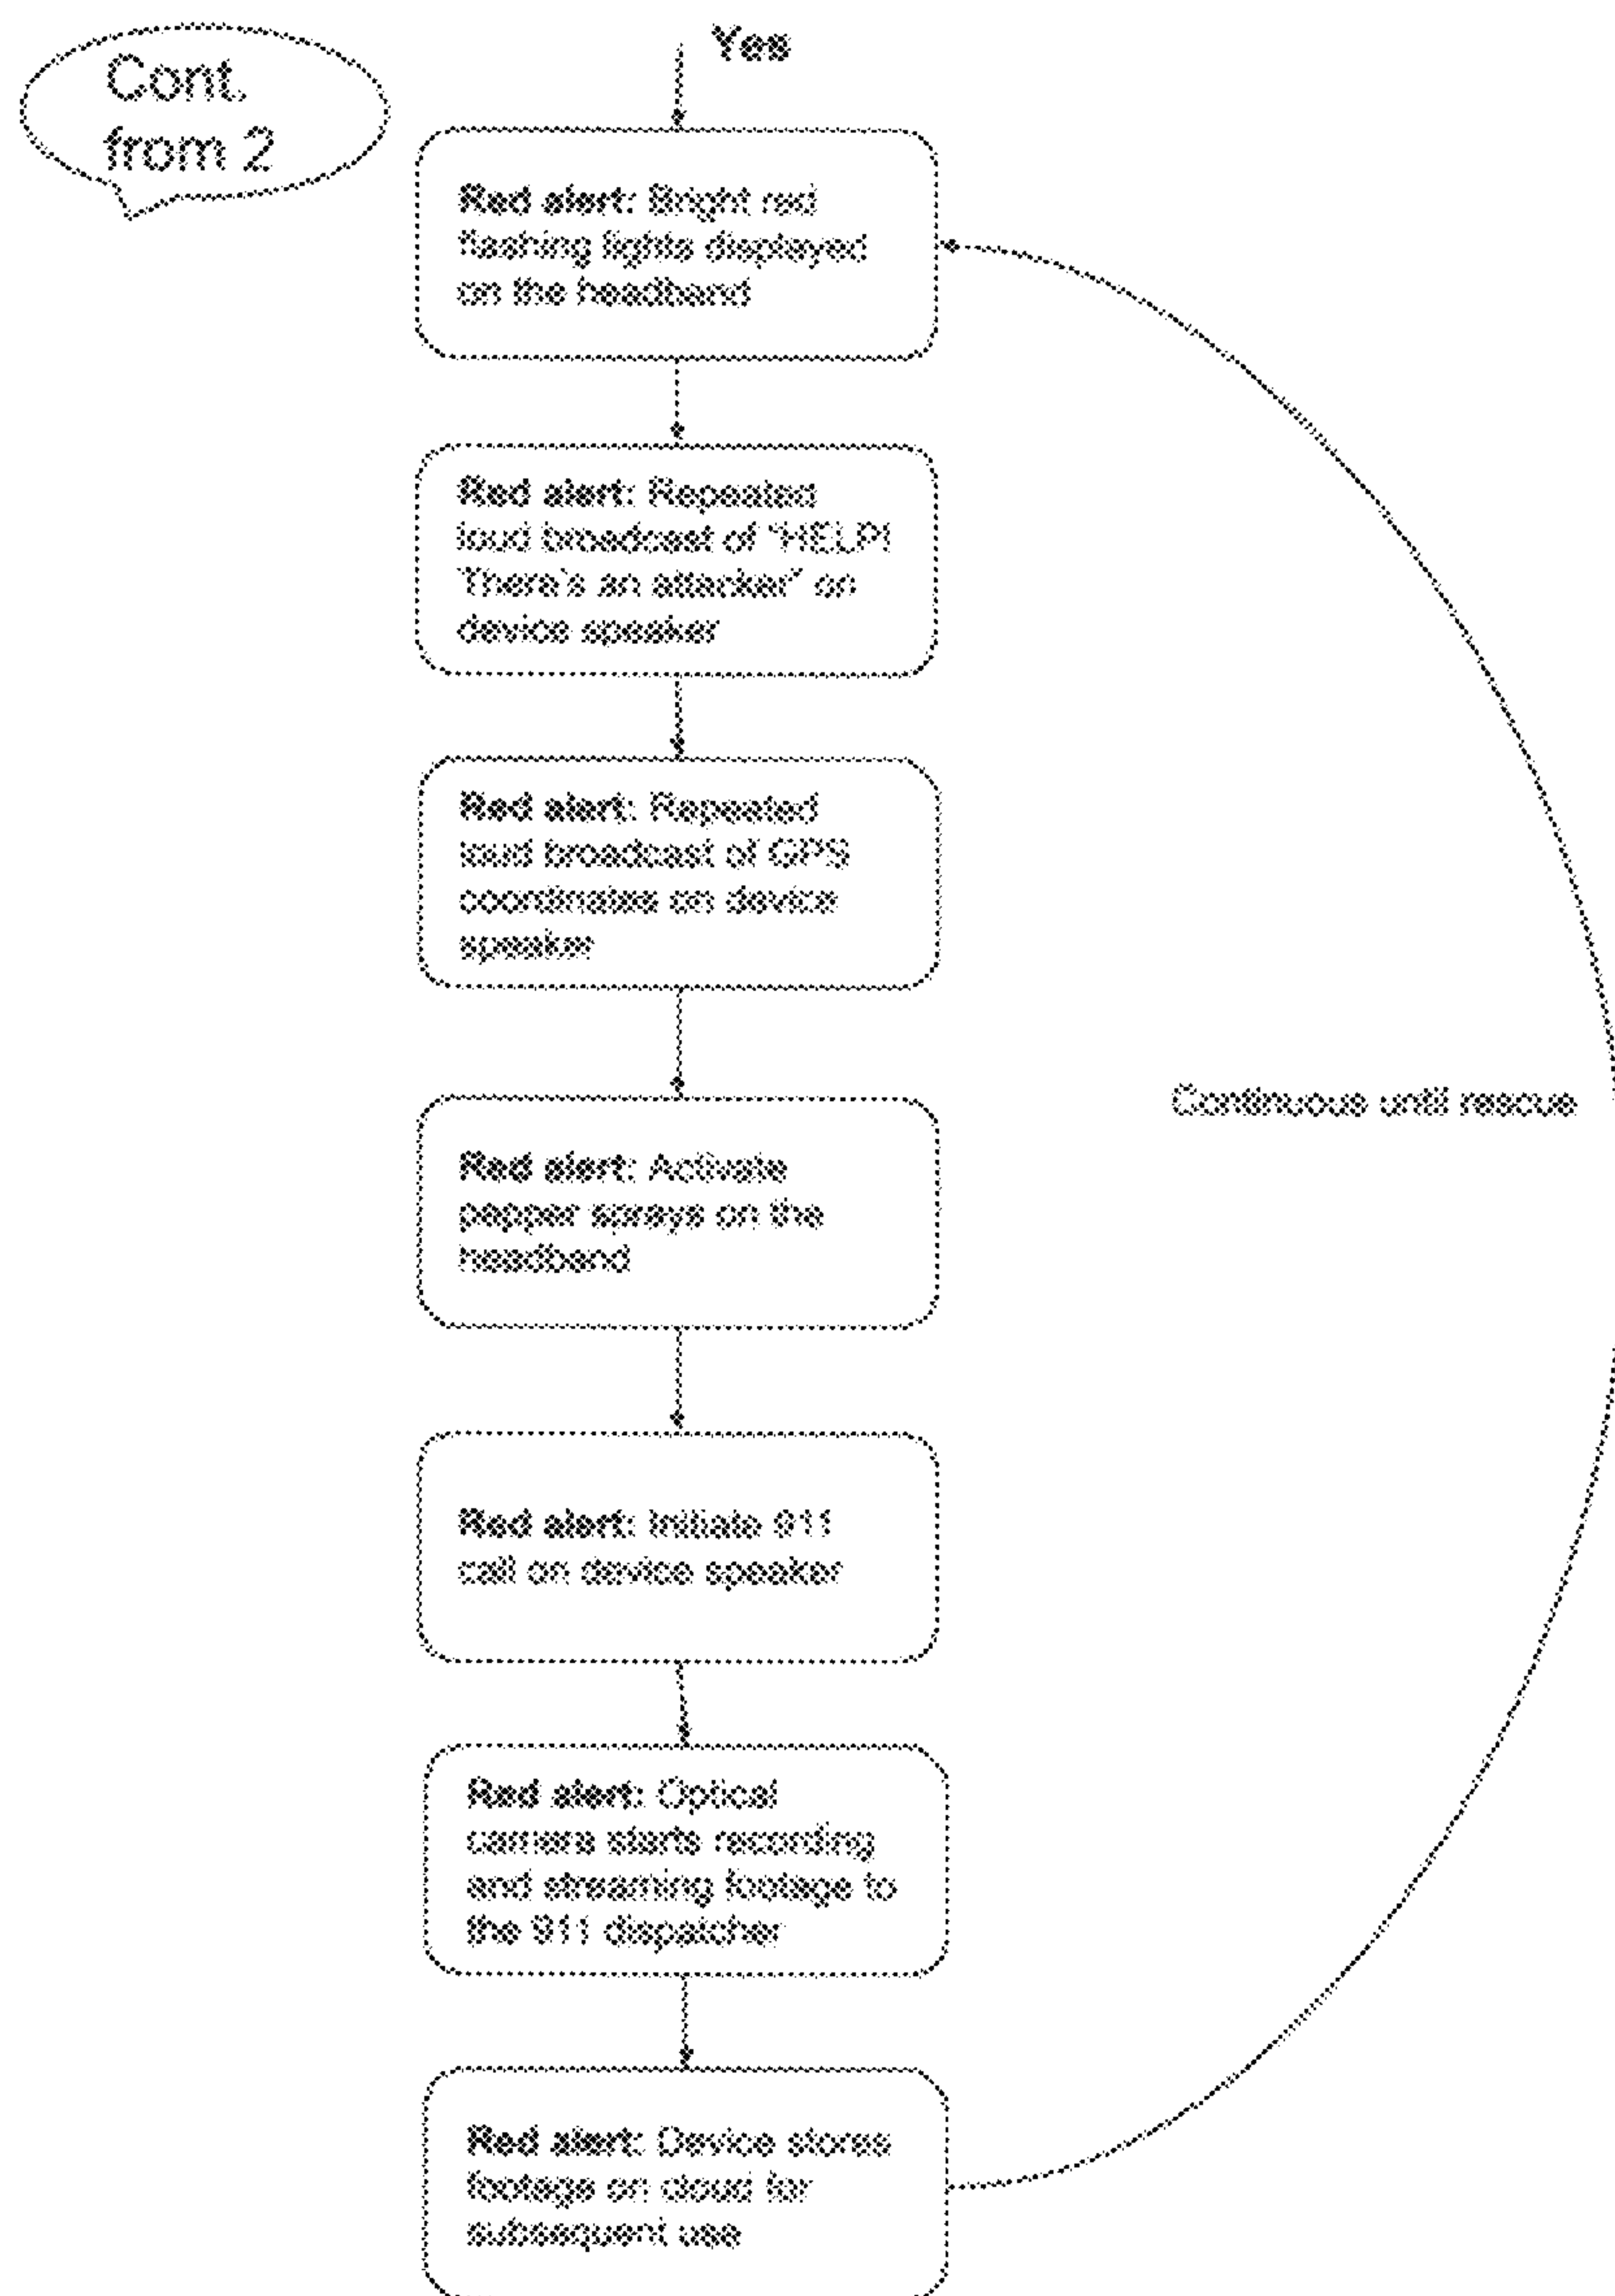 Cont.
from 2
Yes
Red alert: Bright red
flashing lights displayed
on the headband
Red alert: Repeated
loud broadcast of "HELP!
There's an attacker" on
device speaker
Red alert: Repeated
loud broadcast of GPS
coordinates on device
speaker
Red alert: Activate
pepper sprays on the
headband
Continuous until rescue
Red alert: Initiate 911
call on device speaker
Red alert: Optical
camera starts recording
and streaming footage to
the 911 dispatcher
Red alert: Device stores
footage on cloud for
subsequent use